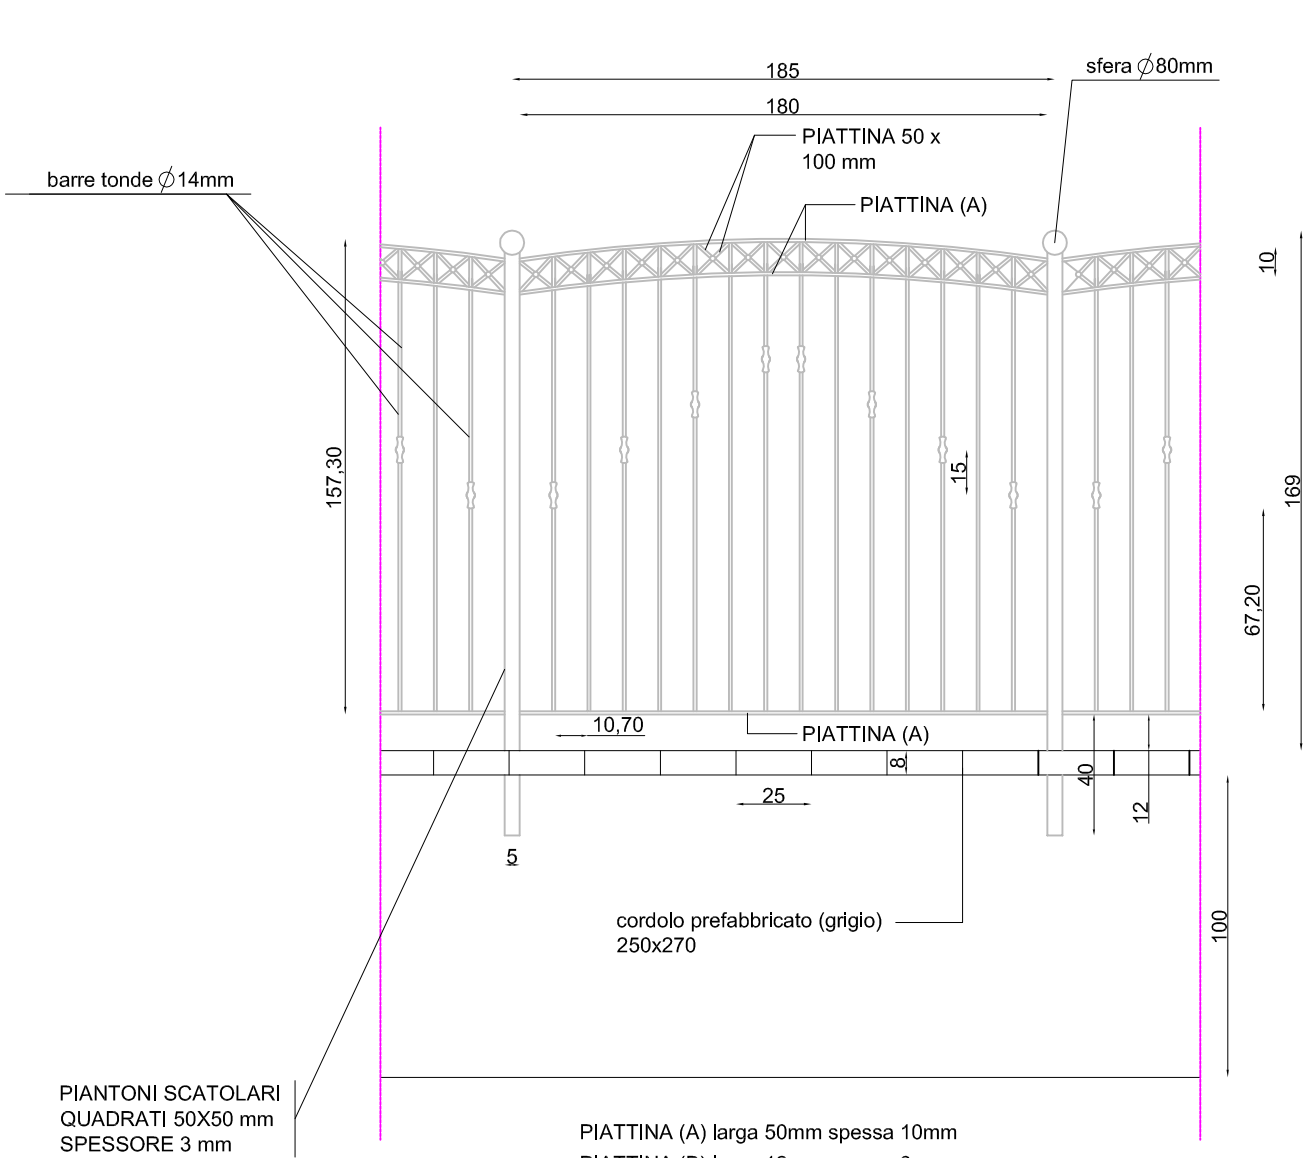 185
sfera ∅80mm
180
PIATTINA 50 x
100 mm
barre tonde ∅14mm
PIATTINA (A)
10
157,30
15
169
67,20
10,70
PIATTINA (A)
8
40
25
12
5
cordolo prefabbricato (grigio)
250x270
100
PIANTONI SCATOLARI
QUADRATI 50X50 mm
SPESSORE 3 mm
PIATTINA (A) larga 50mm spessa 10mm
PIATTINA (B)